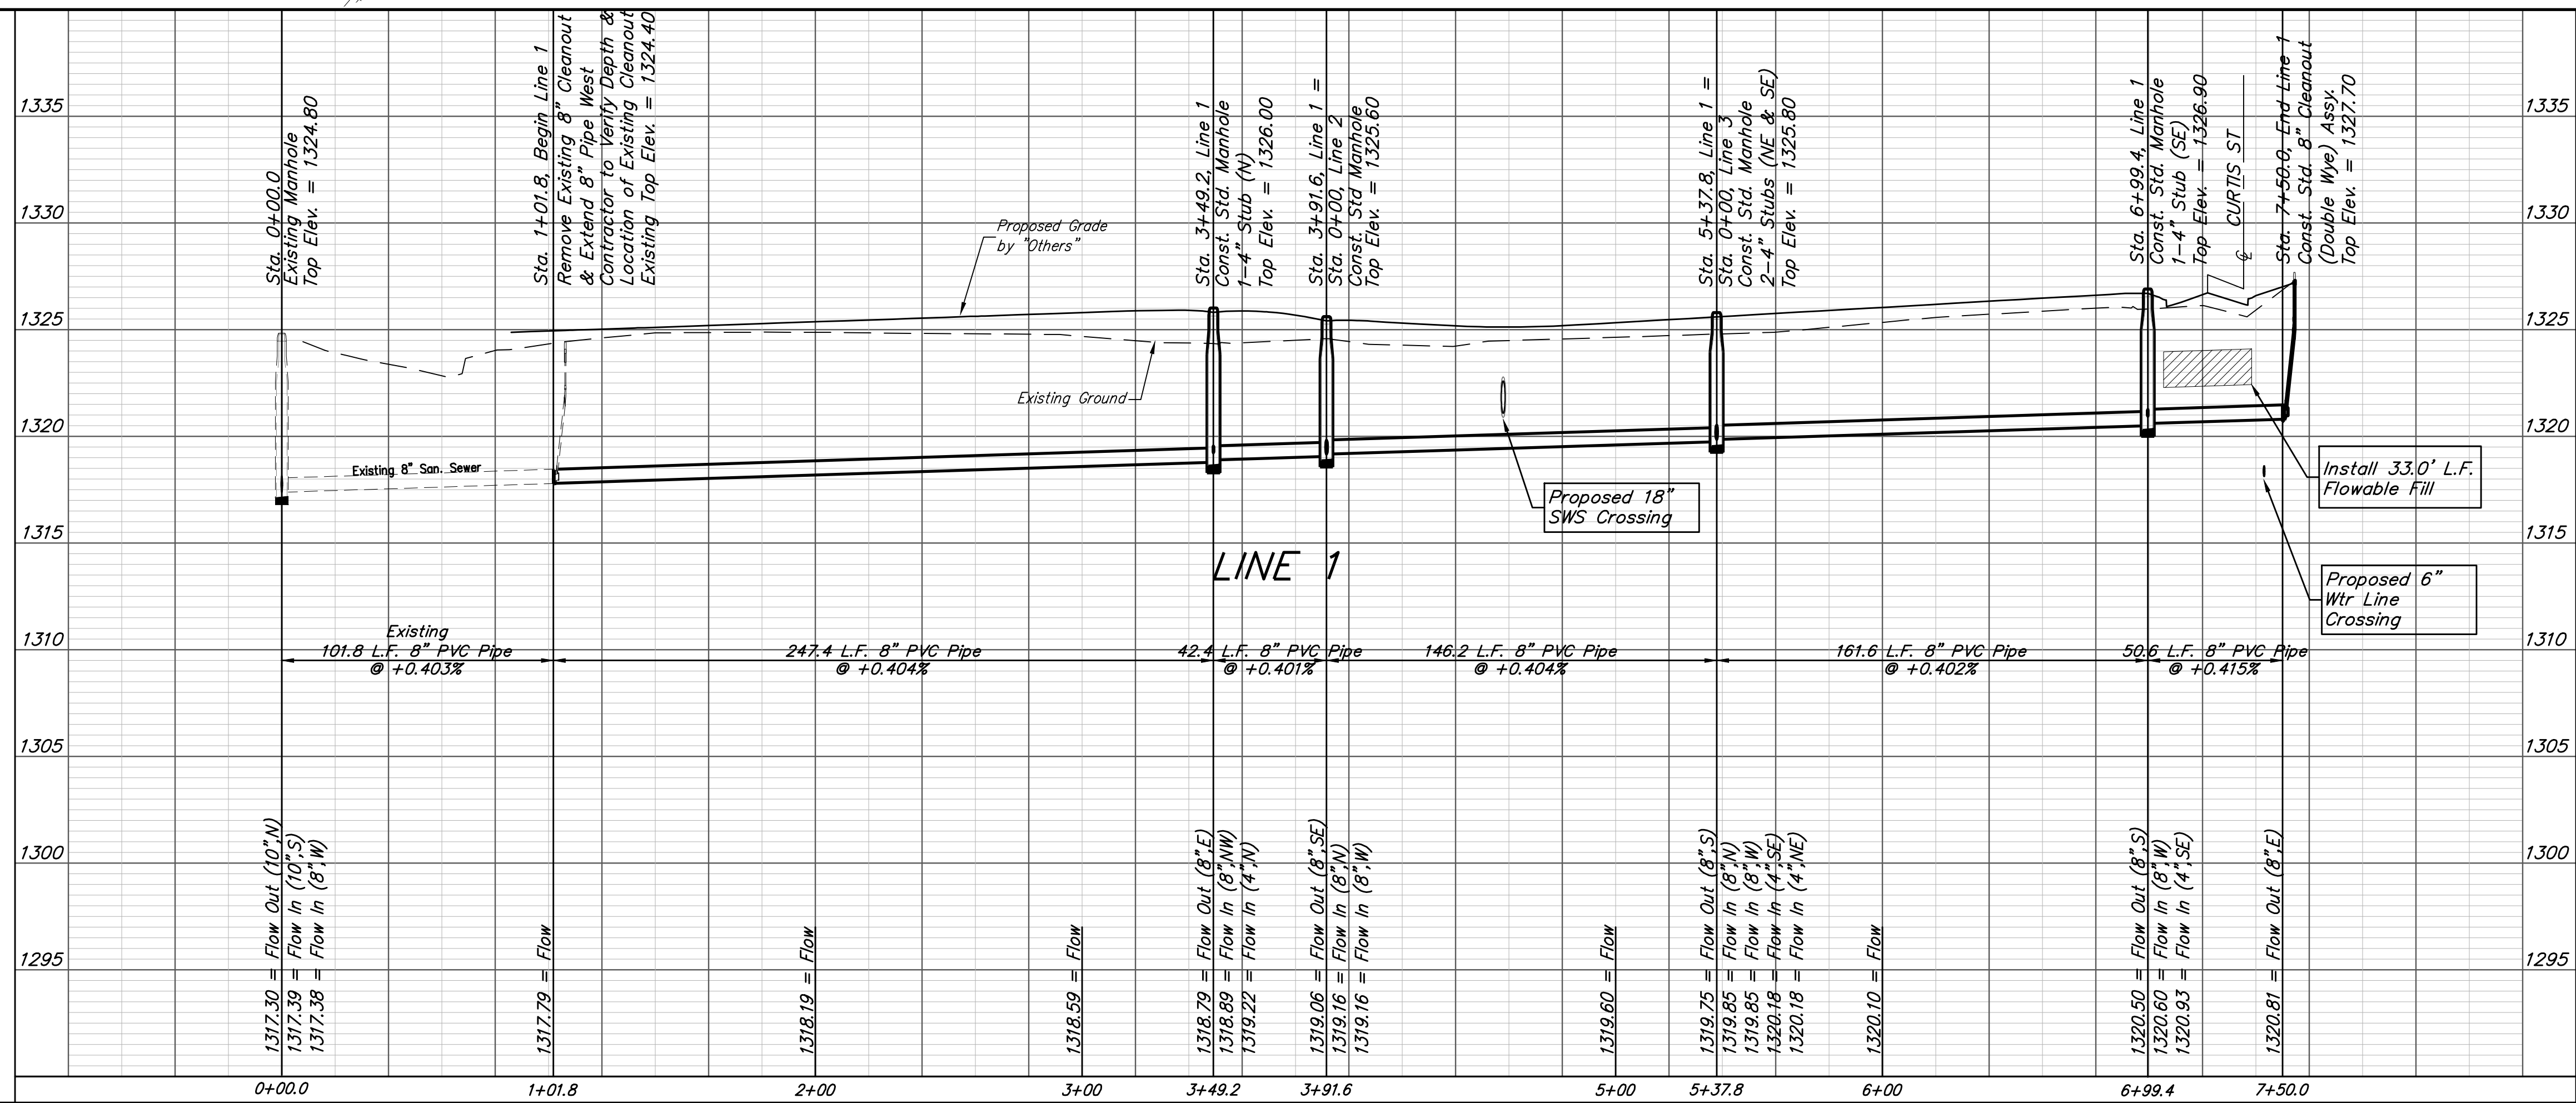 Sta. 0+00.0
Existing Manhole
Top Elev. = 1324.80
Sta. 1+01.8, Begin Line 1
Remove Existing 8" Cleanout
& Extend 8" Pipe West
Contractor to Verify Depth &
Location of Existing Cleanout
Existing Top Elev. = 1324.40
Sta. 3+49.2, Line 1
Const. Std. Manhole
1-4" Stub (N)
Top Elev. = 1326.00
Sta. 3+91.6, Line 1 =
Sta. 0+00, Line 2
Const. Std Manhole
Top Elev. = 1325.60
Sta. 5+37.8, Line 1 =
Sta. 0+00, Line 3
Const. Std. Manhole
2-4" Stubs (NE & SE)
Top Elev. = 1325.80
Sta. 6+99.4, Line 1
Const. Std. Manhole
1-4" Stub (SE)
Top Elev. = 1326.90
℄ CURTIS ST
Sta. 7+50.0, End Line 1
Const. Std. 8" Cleanout
(Double Wye) Assy.
Top Elev. = 1327.70
1335 1335
1330 1330
1325 1325
1320 1320
1315 1315
1310 1310
1305 1305
1300 1300
1295 1295
Proposed Grade
by "Others"
Existing Ground
Existing 8" San. Sewer
Proposed 18"
SWS Crossing
Install 33.0' L.F.
Flowable Fill
Proposed 6"
Wtr Line
Crossing
LINE 1
Existing
101.8 L.F. 8" PVC Pipe
@ +0.403%
247.4 L.F. 8" PVC Pipe
@ +0.404%
42.4 L.F. 8" PVC Pipe
@ +0.401%
146.2 L.F. 8" PVC Pipe
@ +0.404%
161.6 L.F. 8" PVC Pipe
@ +0.402%
50.6 L.F. 8" PVC Pipe
@ +0.415%
1317.30 = Flow Out (10",N)
1317.39 = Flow In (10",S)
1317.38 = Flow In (8",W)
1317.79 = Flow
1318.19 = Flow
1318.59 = Flow
1318.79 = Flow Out (8",E)
1318.89 = Flow In (8",NW)
1319.22 = Flow In (4",N)
1319.06 = Flow Out (8",SE)
1319.16 = Flow In (8",N)
1319.16 = Flow In (8",W)
1319.60 = Flow
1319.75 = Flow Out (8",S)
1319.85 = Flow In (8",N)
1319.85 = Flow In (8",W)
1320.18 = Flow In (4",SE)
1320.18 = Flow In (4",NE)
1320.10 = Flow
1320.50 = Flow Out (8",S)
1320.60 = Flow In (8",W)
1320.93 = Flow In (4",SE)
1320.81 = Flow Out (8",E)
0+00.0 1+01.8 2+00 3+00 3+49.2 3+91.6 5+00 5+37.8 6+00 6+99.4 7+50.0